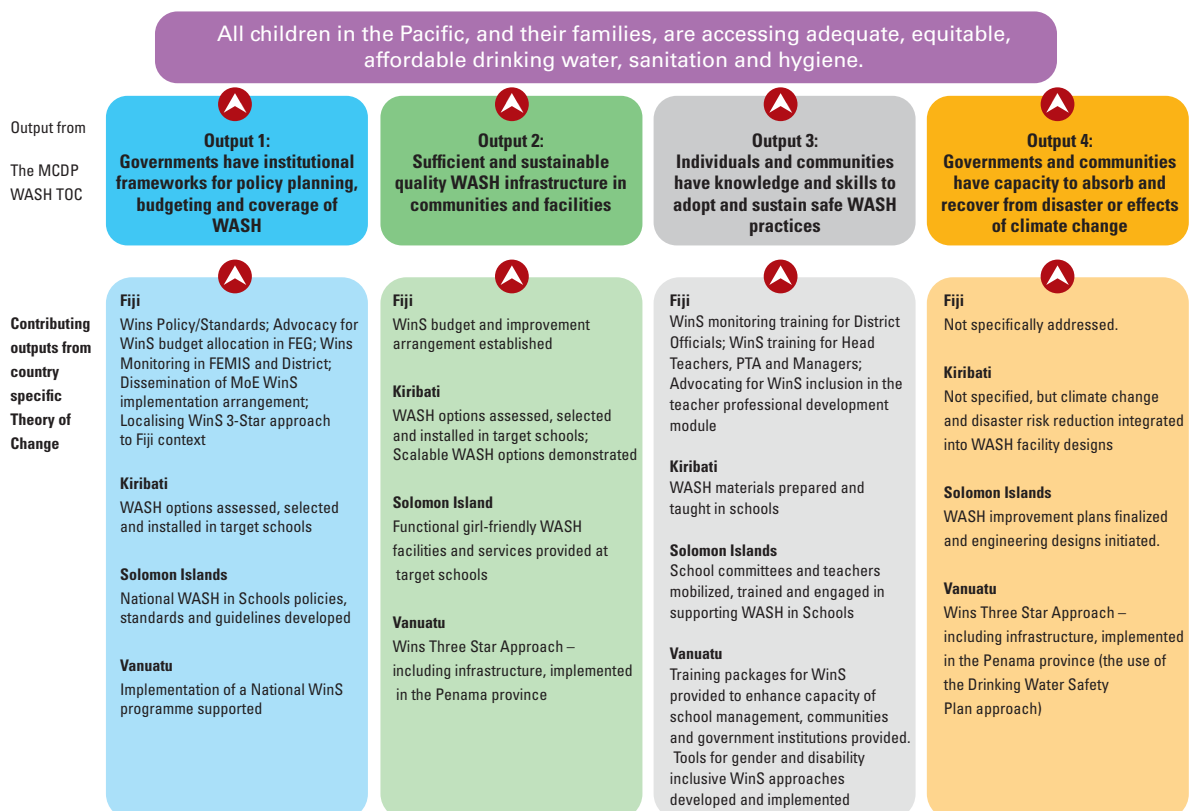 All children in the Pacific, and their families, are accessing adequate, equitable,
affordable drinking water, sanitation and hygiene.
Output from
The MCDP
WASH TOC
Output 1:
Governments have institutional
frameworks for policy planning,
budgeting and coverage of
WASH
Output 2:
Sufficient and sustainable
quality WASH infrastructure in
communities and facilities
Output 3:
Individuals and communities
have knowledge and skills to
adopt and sustain safe WASH
practices
Output 4:
Governments and communities
have capacity to absorb and
recover from disaster or effects
of climate change
Contributing
outputs from
country
specific
Theory of
Change
Fiji
Wins Policy/Standards; Advocacy for
WinS budget allocation in FEG; Wins
Monitoring in FEMIS and District;
Dissemination of MoE WinS
implementation arrangement;
Localising WinS 3-Star approach
to Fiji context
Kiribati
WASH options assessed, selected
and installed in target schools
Solomon Islands
National WASH in Schools policies,
standards and guidelines developed
Vanuatu
Implementation of a National WinS
programme supported
Fiji
WinS budget and improvement
arrangement established
Kiribati
WASH options assessed, selected
and installed in target schools;
Scalable WASH options demonstrated
Solomon Island
Functional girl-friendly WASH
facilities and services provided at
target schools
Vanuatu
Wins Three Star Approach –
including infrastructure, implemented
in the Penama province
Fiji
WinS monitoring training for District
Officials; WinS training for Head
Teachers, PTA and Managers;
Advocating for WinS inclusion in the
teacher professional development
module
Kiribati
WASH materials prepared and
taught in schools
Solomon Islands
School committees and teachers
mobilized, trained and engaged in
supporting WASH in Schools
Vanuatu
Training packages for WinS
provided to enhance capacity of
school management, communities
and government institutions provided.
Tools for gender and disability
inclusive WinS approaches
developed and implemented
Fiji
Not specifically addressed.
Kiribati
Not specified, but climate change
and disaster risk reduction integrated
into WASH facility designs
Solomon Islands
WASH improvement plans finalized
and engineering designs initiated.
Vanuatu
Wins Three Star Approach –
including infrastructure, implemented
in the Penama province (the use of
the Drinking Water Safety
Plan approach)